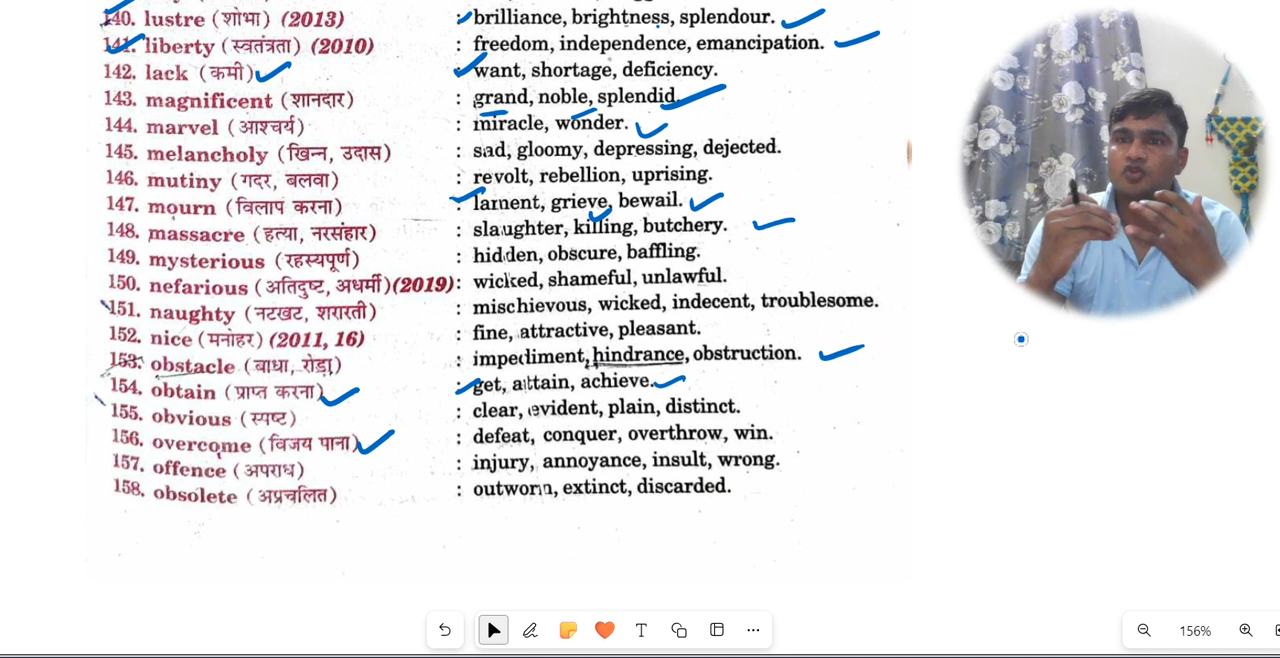 140. lustre (शोभा) (2013) : brilliance, brightness, splendour.
141. liberty (स्वतंत्रता) (2010) : freedom, independence, emancipation.
142. lack (कमी) : want, shortage, deficiency.
143. magnificent (शानदार) : grand, noble, splendid.
144. marvel (आश्चर्य) : miracle, wonder.
145. melancholy (खिन्न, उदास) : sad, gloomy, depressing, dejected.
146. mutiny (गदर, बलवा) : revolt, rebellion, uprising.
147. mourn (विलाप करना) : lament, grieve, bewail.
148. massacre (हत्या, नरसंहार) : slaughter, killing, butchery.
149. mysterious (रहस्यपूर्ण) : hidden, obscure, baffling.
150. nefarious (अतिदुष्ट, अधर्मी) (2019) : wicked, shameful, unlawful.
151. naughty (नटखट, शरारती) : mischievous, wicked, indecent, troublesome.
152. nice (मनोहर) (2011, 16) : fine, attractive, pleasant.
153. obstacle (बाधा, रोड़ा) : impediment, hindrance, obstruction.
154. obtain (प्राप्त करना) : get, attain, achieve.
155. obvious (स्पष्ट) : clear, evident, plain, distinct.
156. overcome (विजय पाना) : defeat, conquer, overthrow, win.
157. offence (अपराध) : injury, annoyance, insult, wrong.
158. obsolete (अप्रचलित) : outworn, extinct, discarded.
T
156%